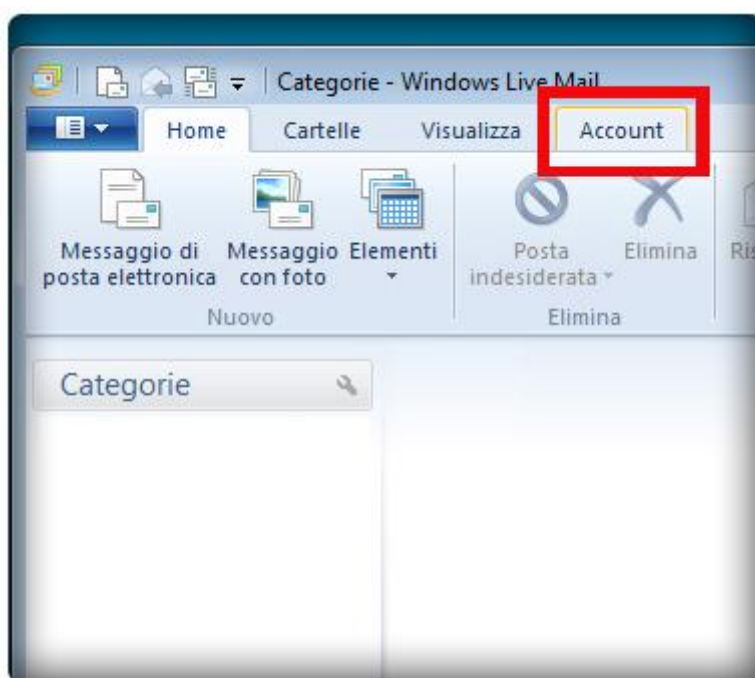 Categorie - Windows Live Mail
Home Cartelle Visualizza Account
Messaggio di posta elettronica
Messaggio con foto
Elementi
Posta indesiderata
Elimina
Nuovo
Elimina
Categorie